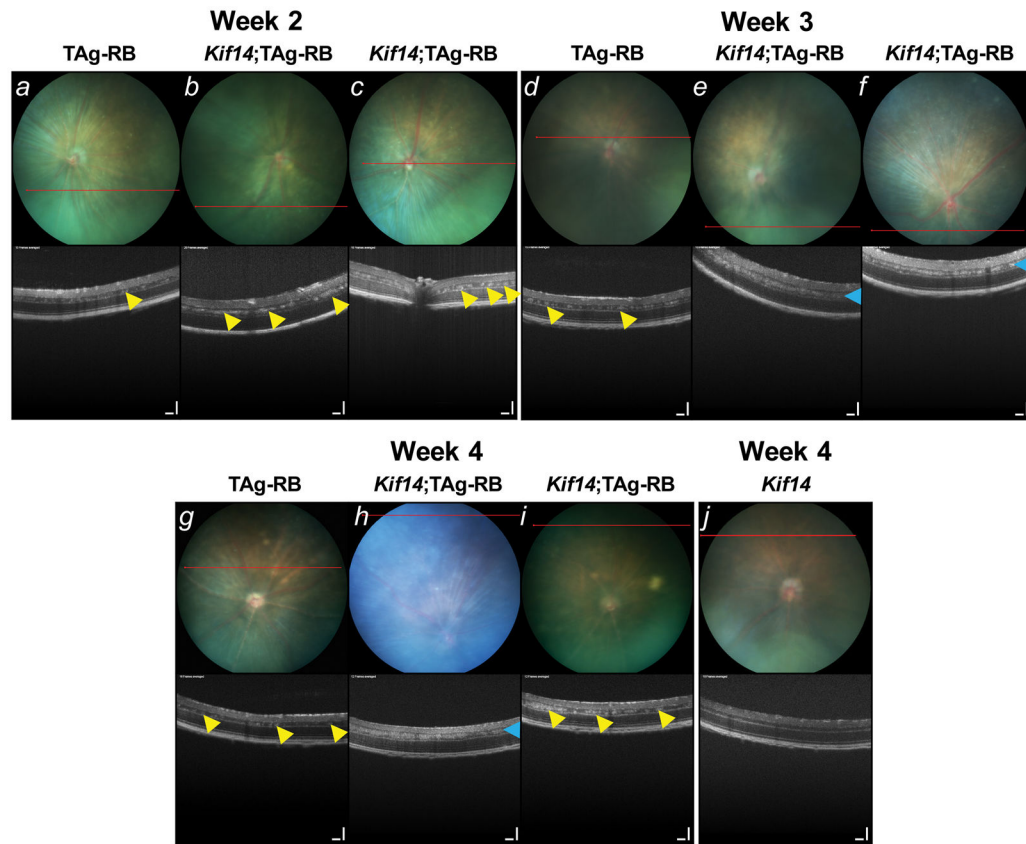 Week 2
Week 3
TAg-RB
Kif14;TAg-RB
Kif14;TAg-RB
TAg-RB
Kif14;TAg-RB
Kif14;TAg-RB
a
b
c
d
e
f
Week 4
Week 4
TAg-RB
Kif14;TAg-RB
Kif14;TAg-RB
Kif14
g
h
i
j